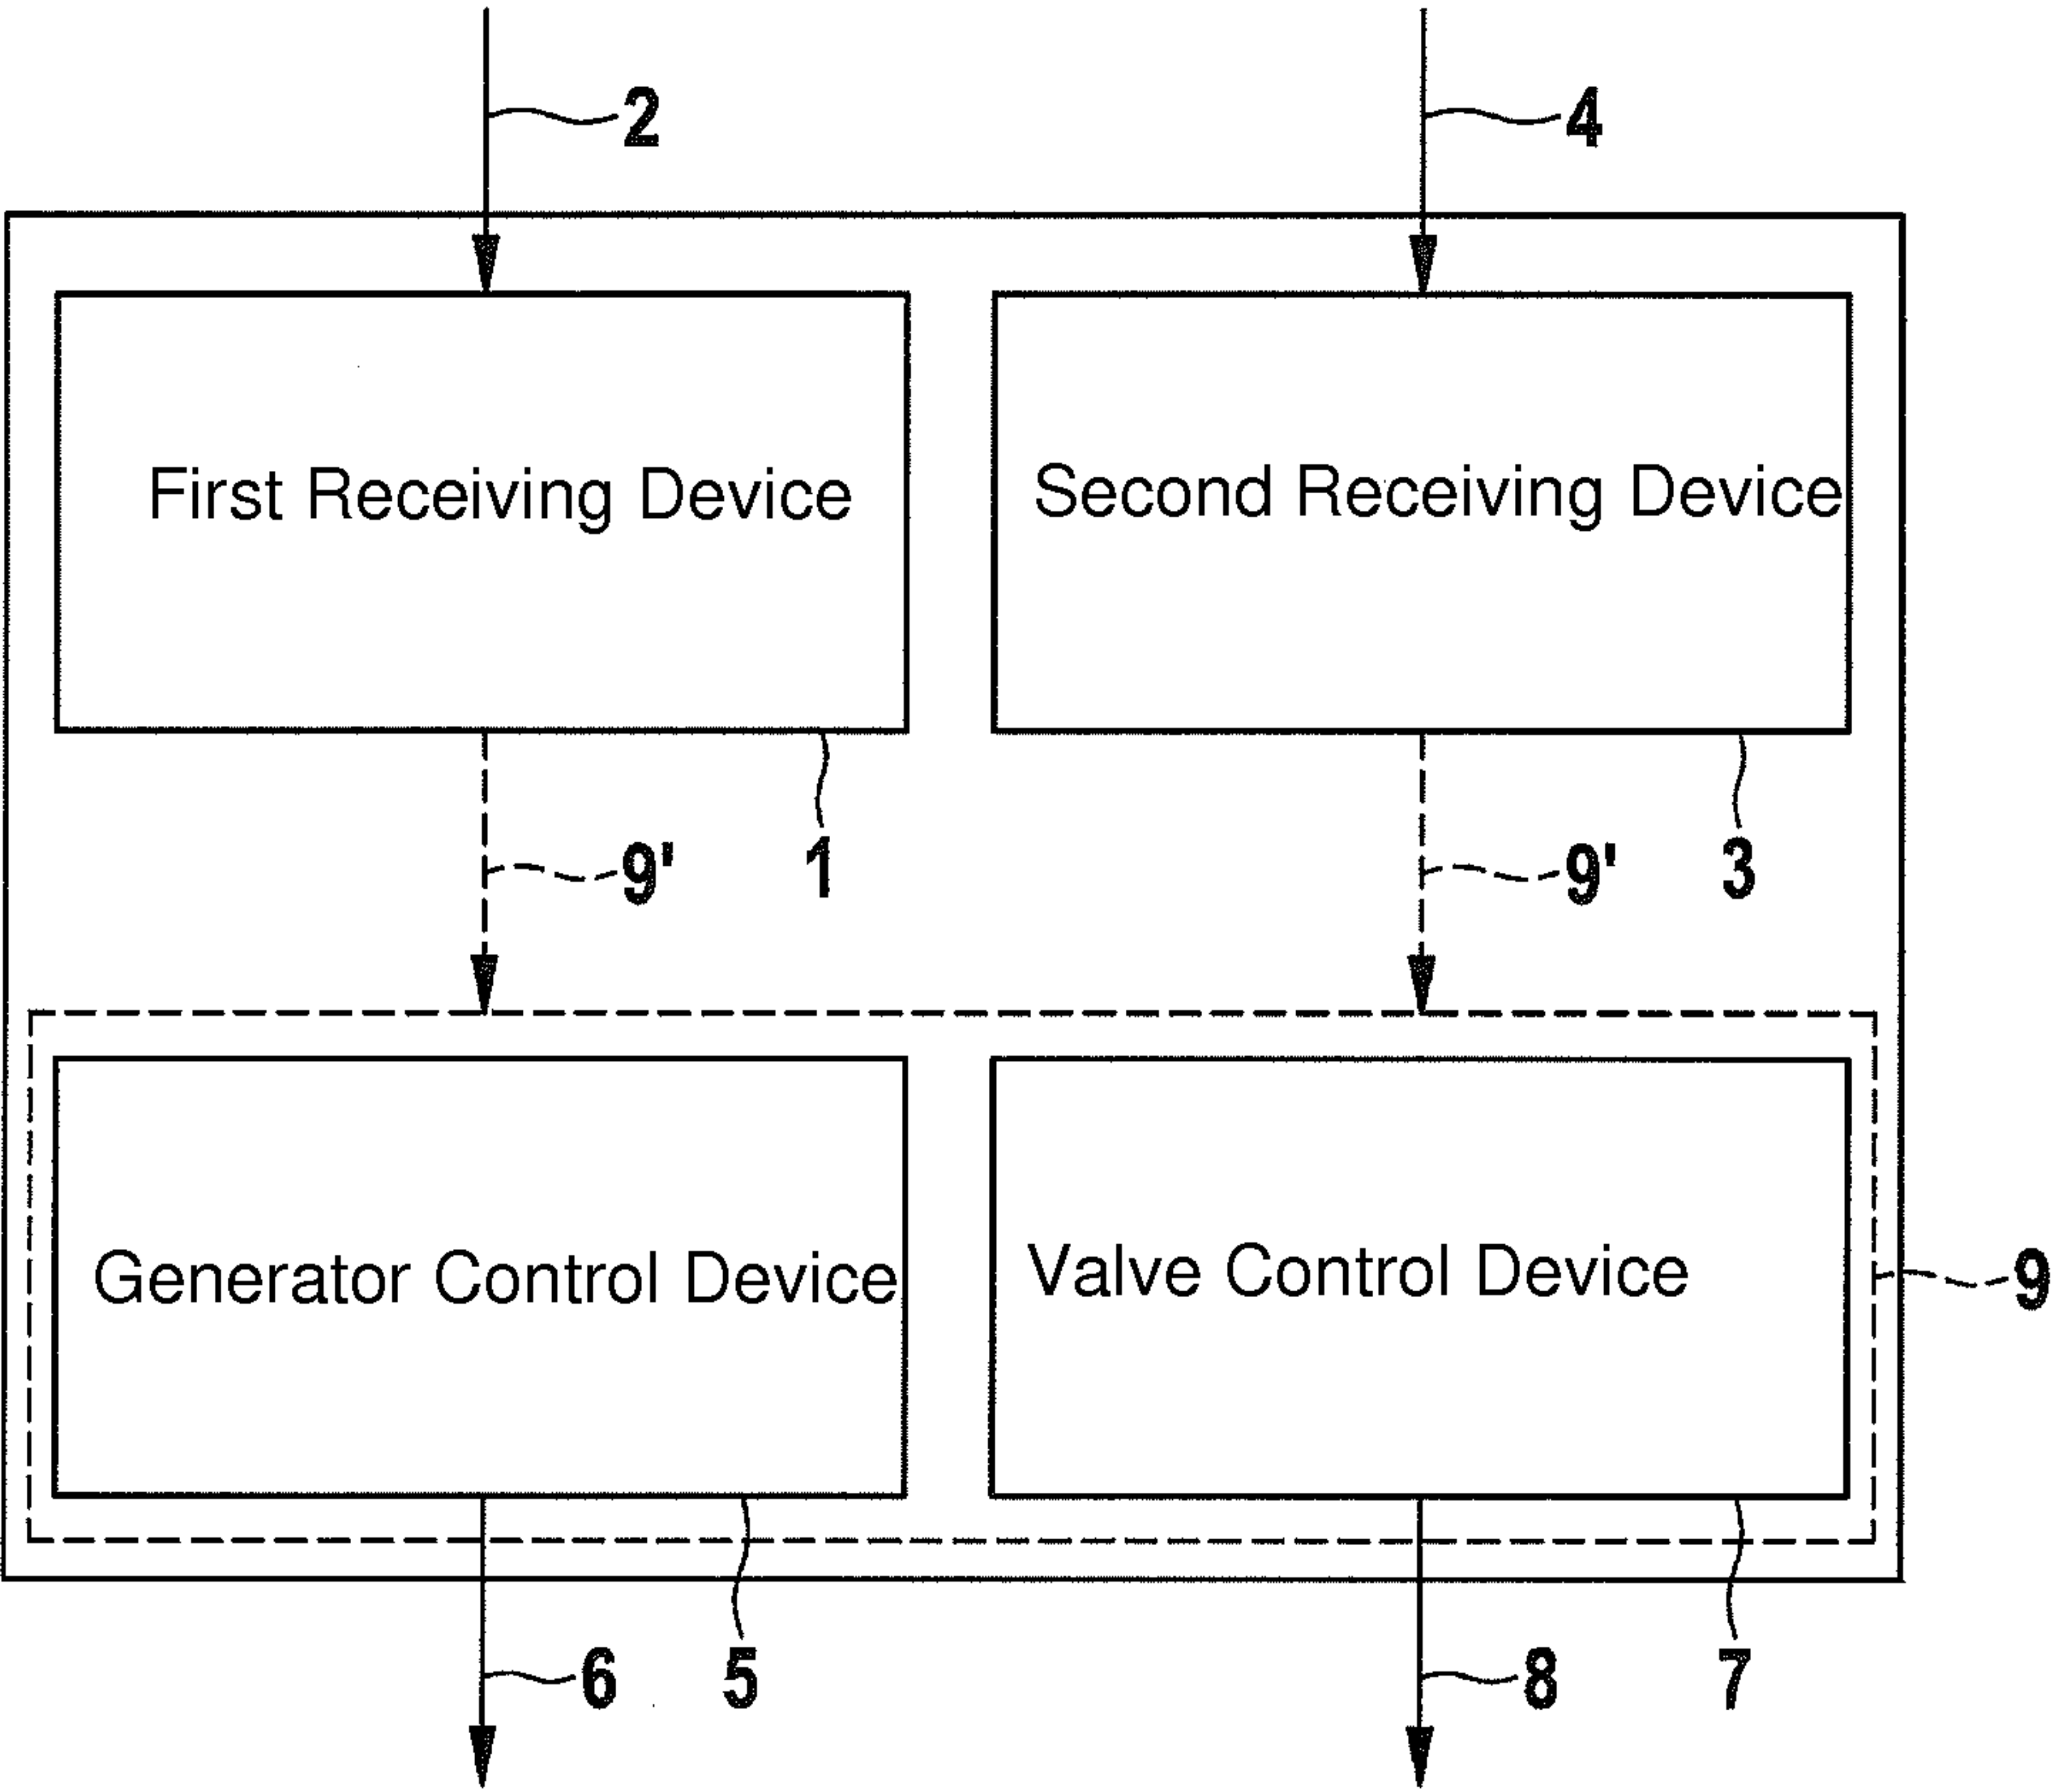 2 4
First Receiving Device Second Receiving Device
9' 1 9' 3
Generator Control Device Valve Control Device
9
6 5 8 7